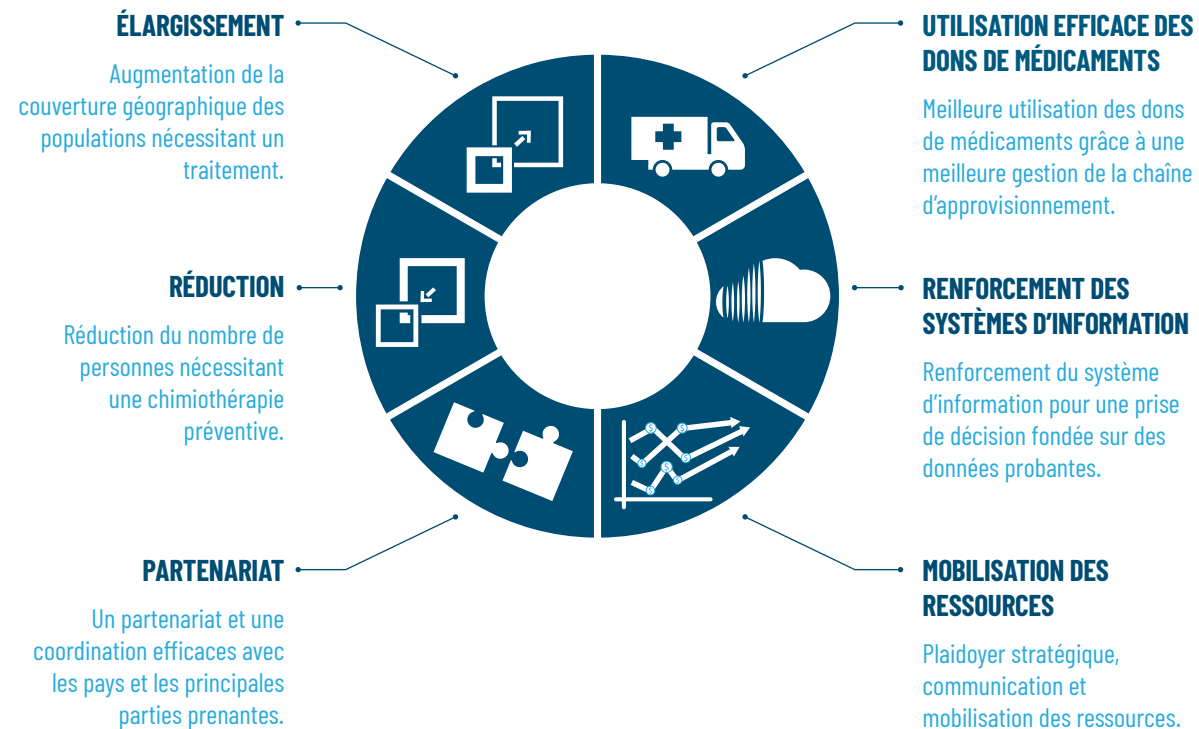 ÉLARGISSEMENT
Augmentation de la
couverture géographique des
populations nécessitant un
traitement.
RÉDUCTION
Réduction du nombre de
personnes nécessitant
une chimiothérapie
préventive.
PARTENARIAT
Un partenariat et une
coordination efficaces avec
les pays et les principales
parties prenantes.
UTILISATION EFFICACE DES
DONS DE MÉDICAMENTS
Meilleure utilisation des dons
de médicaments grâce à une
meilleure gestion de la chaîne
d’approvisionnement.
RENFORCEMENT DES
SYSTÈMES D’INFORMATION
Renforcement du système
d’information pour une prise
de décision fondée sur des
données probantes.
MOBILISATION DES
RESSOURCES
Plaidoyer stratégique,
communication et
mobilisation des ressources.